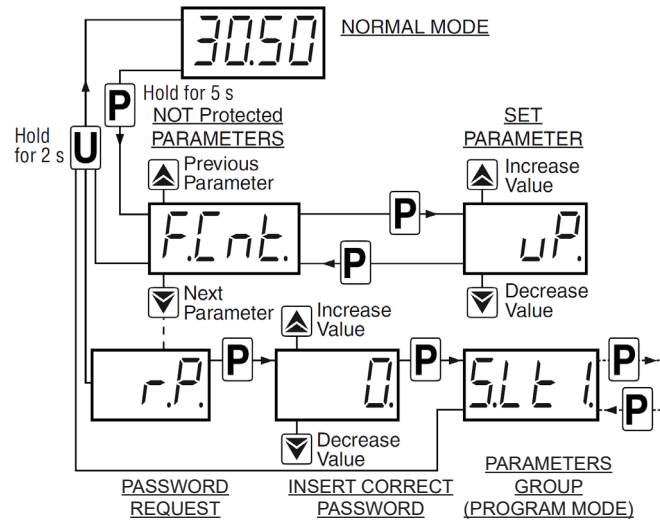 30.50
NORMAL MODE
P
Hold for 5 s
Hold
for 2 s
U
NOT Protected
PARAMETERS
SET
PARAMETER
Previous
Parameter
Increase
Value
F.Cnt.
P
P
uP.
Next
Parameter
Decrease
Value
Increase
Value
r.P.
P
0.
P
S.Lt 1.
P
P
Decrease
Value
PASSWORD
REQUEST
INSERT CORRECT
PASSWORD
PARAMETERS
GROUP
(PROGRAM MODE)